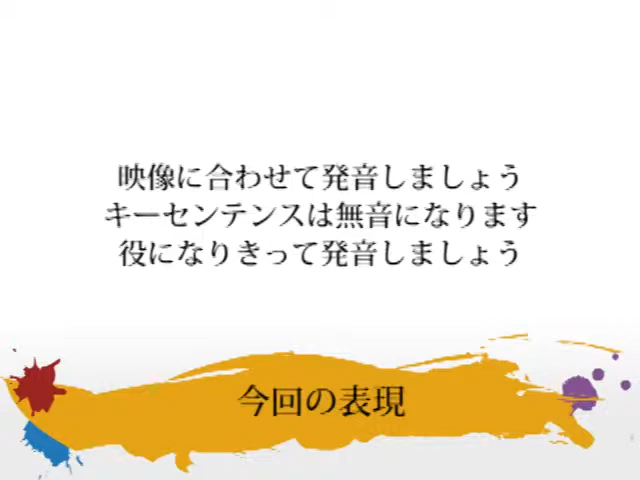 映像に合わせて発音しましょう
キーセンテンスは無音になります
役になりきって発音しましょう
今回の表現